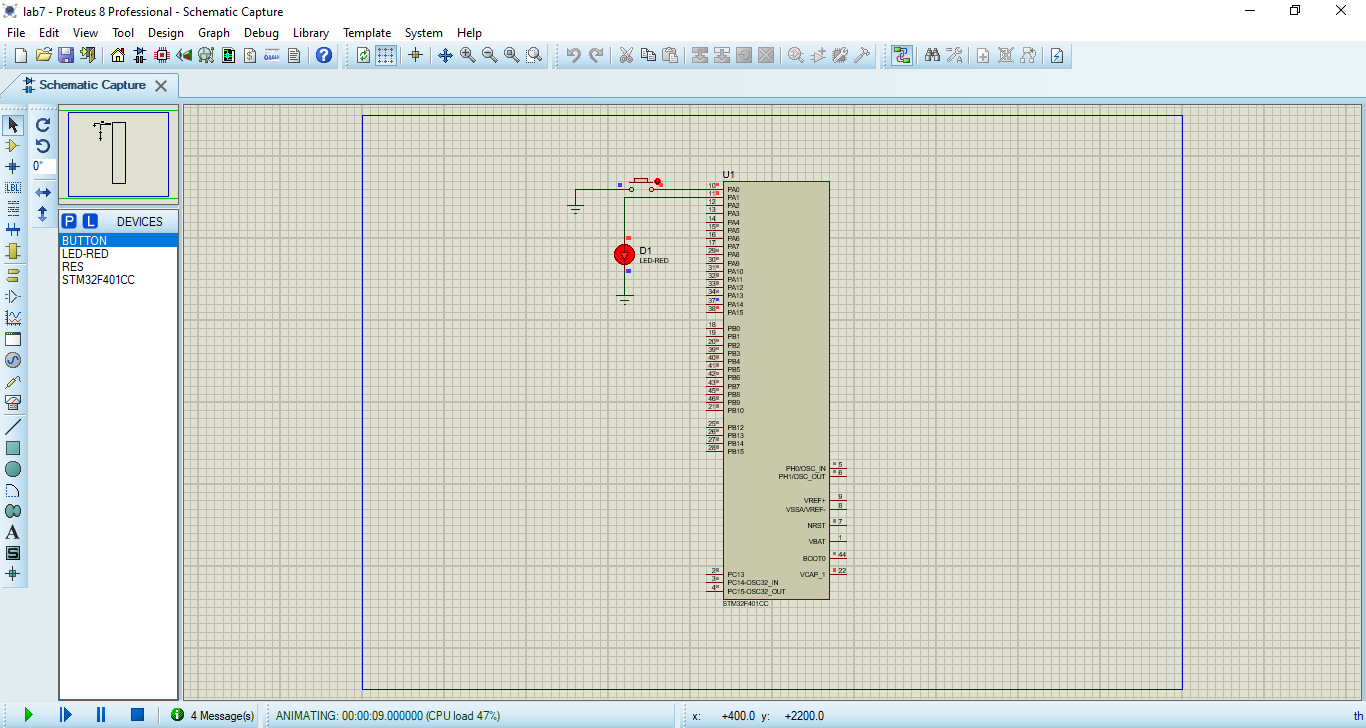 lab7 - Proteus 8 Professional - Schematic Capture
File Edit View Tool Design Graph Debug Library Template System Help
Schematic Capture
0°
P L DEVICES
BUTTON
LED-RED
RES
STM32F401CC
LBL
A
S
U1
10 PA0
11 PA1
12 PA2
13 PA3
14 PA4
15 PA5
16 PA6
17 PA7
29 PA8
30 PA9
31 PA10
32 PA11
33 PA12
34 PA13
37 PA14
38 PA15
18 PB0
19 PB1
20 PB2
39 PB3
40 PB4
41 PB5
42 PB6
43 PB7
45 PB8
46 PB9
21 PB10
25 PB12
26 PB13
27 PB14
28 PB15
2 PC13
3 PC14-OSC32_IN
4 PC15-OSC32_OUT
PH0/OSC_IN 5
PH1/OSC_OUT 6
VREF+ 9
VSSA/VREF- 8
NRST 7
VBAT 1
BOOT0 44
VCAP_1 22
STM32F401CC
D1
LED-RED
4 Message(s)
ANIMATING: 00:00:09.000000 (CPU load 47%)
x: +400.0 y: +2200.0
th